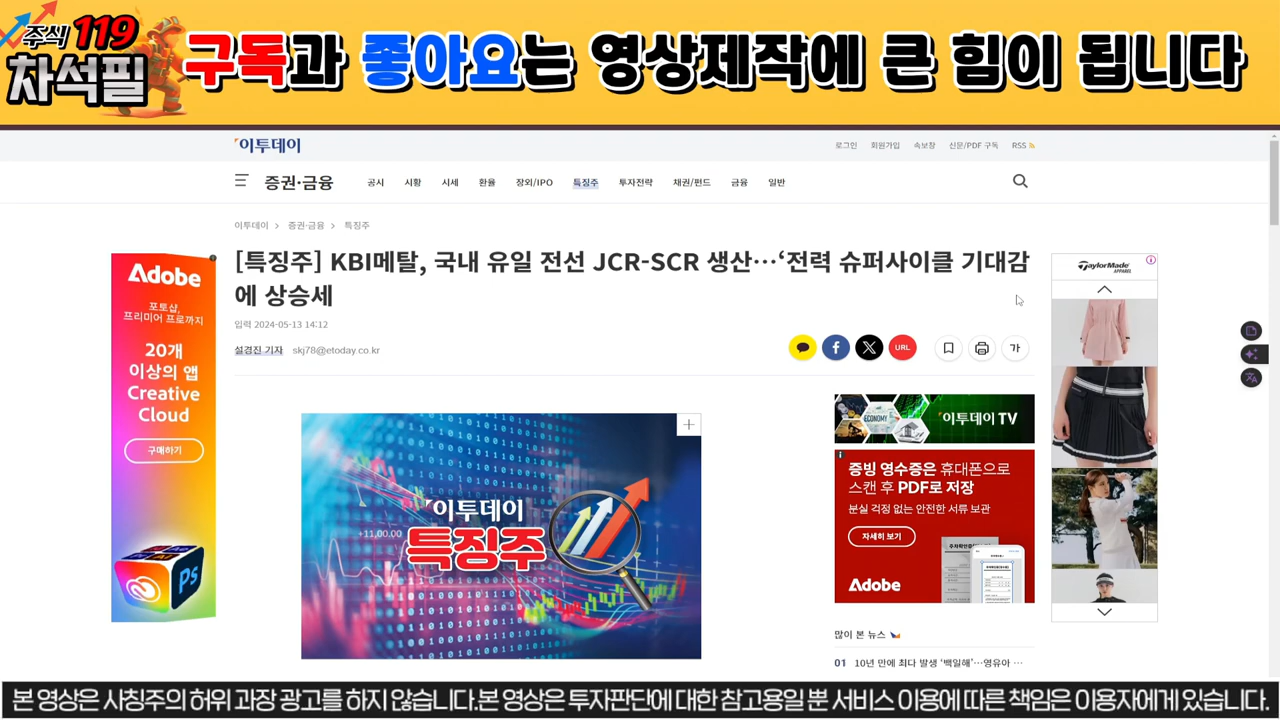 주식 119
차석필
구독과 좋아요는 영상제작에 큰 힘이 됩니다
이투데이
로그인 회원가입 속보창 신문/PDF 구독 RSS
증권·금융 공시 시황 시세 환율 장외/IPO 특징주 투자전략 채권/펀드 금융 일반
이투데이 > 증권·금융 > 특징주
[특징주] KBI메탈, 국내 유일 전선 JCR-SCR 생산…‘전력 슈퍼사이클 기대감
에 상승세
입력 2024-05-13 14:12
설경진 기자 skj78@etoday.co.kr
URL
가
Adobe
포토샵,
프리미어 프로까지
20개
이상의 앱
Creative
Cloud
구매하기
Ps
+11,00.00
이투데이
특징주
ECONOMY
이투데이 TV
증빙 영수증은 휴대폰으로
스캔 후 PDF로 저장
분실 걱정 없는 안전한 서류 보관
자세히 보기
Adobe
많이 본 뉴스
01 10년 만에 최다 발생 ‘백일해’…영유아 …
TaylorMade
APPAREL
본 영상은 사칭주의 허위 과장 광고를 하지 않습니다.본 영상은 투자판단에 대한 참고용일 뿐 서비스 이용에 따른 책임은 이용자에게 있습니다.